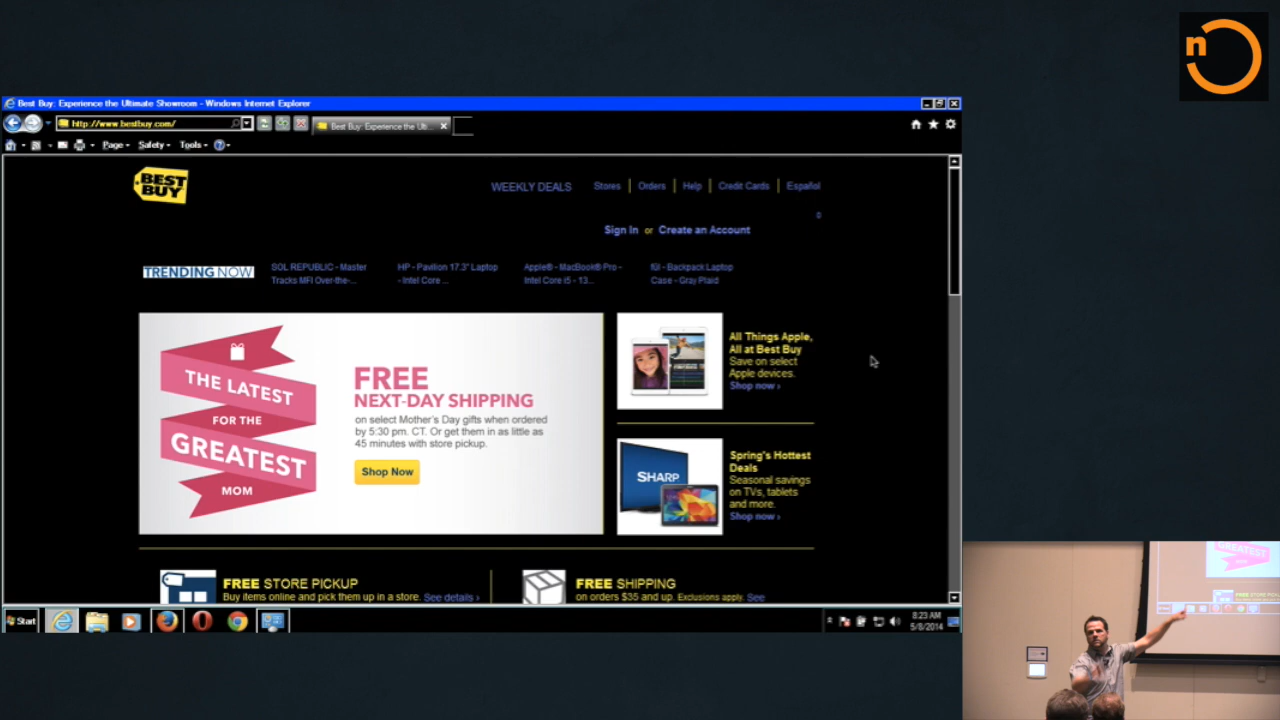 n
Best Buy: Experience the Ultimate Showroom - Windows Internet Explorer
http://www.bestbuy.com/
Best Buy: Experience the Ult...
Page
Safety
Tools
BEST BUY
WEEKLY DEALS
Stores
Orders
Help
Credit Cards
Español
0
Sign In or Create an Account
TRENDING NOW
SOL REPUBLIC - Master
Tracks MFI Over-the-...
HP - Pavilion 17.3" Laptop
- Intel Core ...
Apple® - MacBook® Pro -
Intel Core i5 - 13...
Backpack Laptop
Case - Gray Plaid
THE LATEST
FOR THE
GREATEST
MOM
FREE
NEXT-DAY SHIPPING
on select Mother's Day gifts when ordered
by 5:30 pm. CT. Or get them in as little as
45 minutes with store pickup.
Shop Now
All Things Apple,
All at Best Buy
Save on select
Apple devices.
Shop now ›
SHARP
Spring's Hottest
Deals
Seasonal savings
on TVs, tablets
and more.
Shop now ›
FREE STORE PICKUP
Buy items online and pick them up in a store. See details ›
FREE SHIPPING
on orders $35 and up. Exclusions apply. See
Start
8:23 AM
5/8/2014
GREATEST